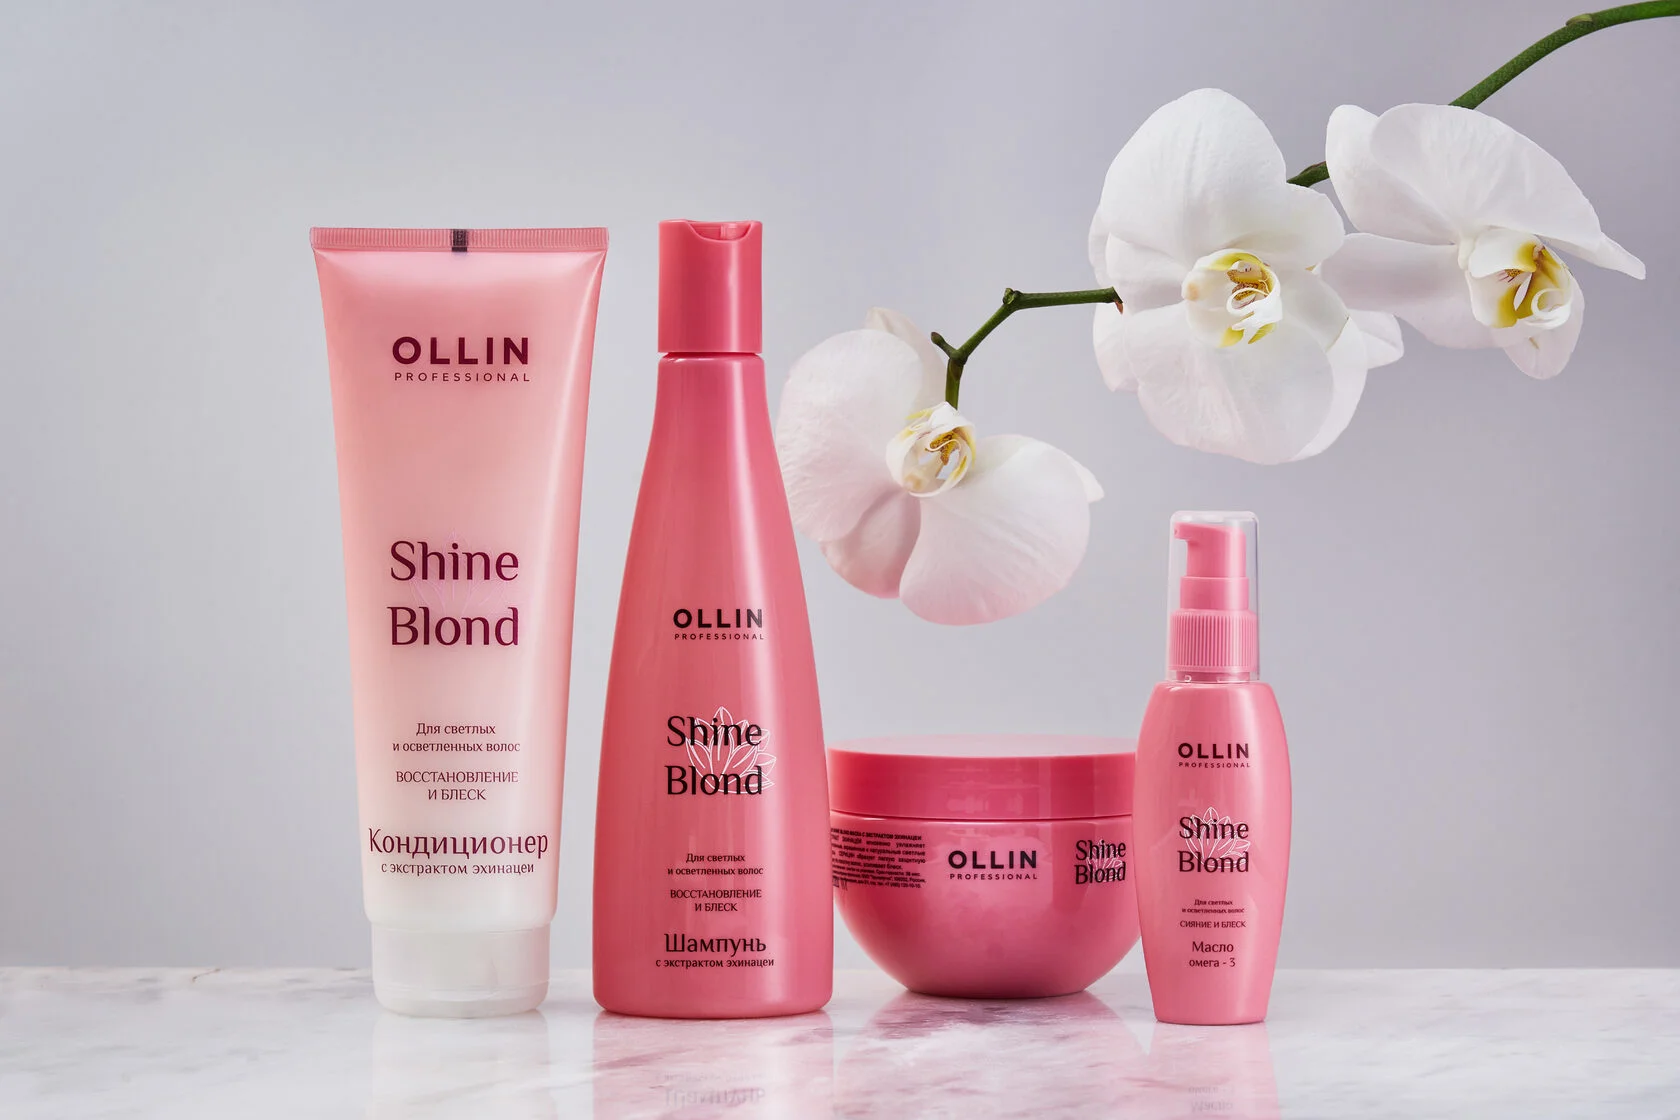 OLLIN
PROFESSIONAL
Shine
Blond
Для светлых
и осветленных волос
ВОССТАНОВЛЕНИЕ
И БЛЕСК
Кондиционер
с экстрактом эхинацеи
OLLIN
PROFESSIONAL
Shine
Blond
Для светлых
и осветленных волос
ВОССТАНОВЛЕНИЕ
И БЛЕСК
Шампунь
с экстрактом эхинацеи
OLLIN
PROFESSIONAL
Shine
Blond
OLLIN
PROFESSIONAL
Shine
Blond
Для светлых
и осветленных волос
СИЯНИЕ И БЛЕСК
Масло
омега - 3